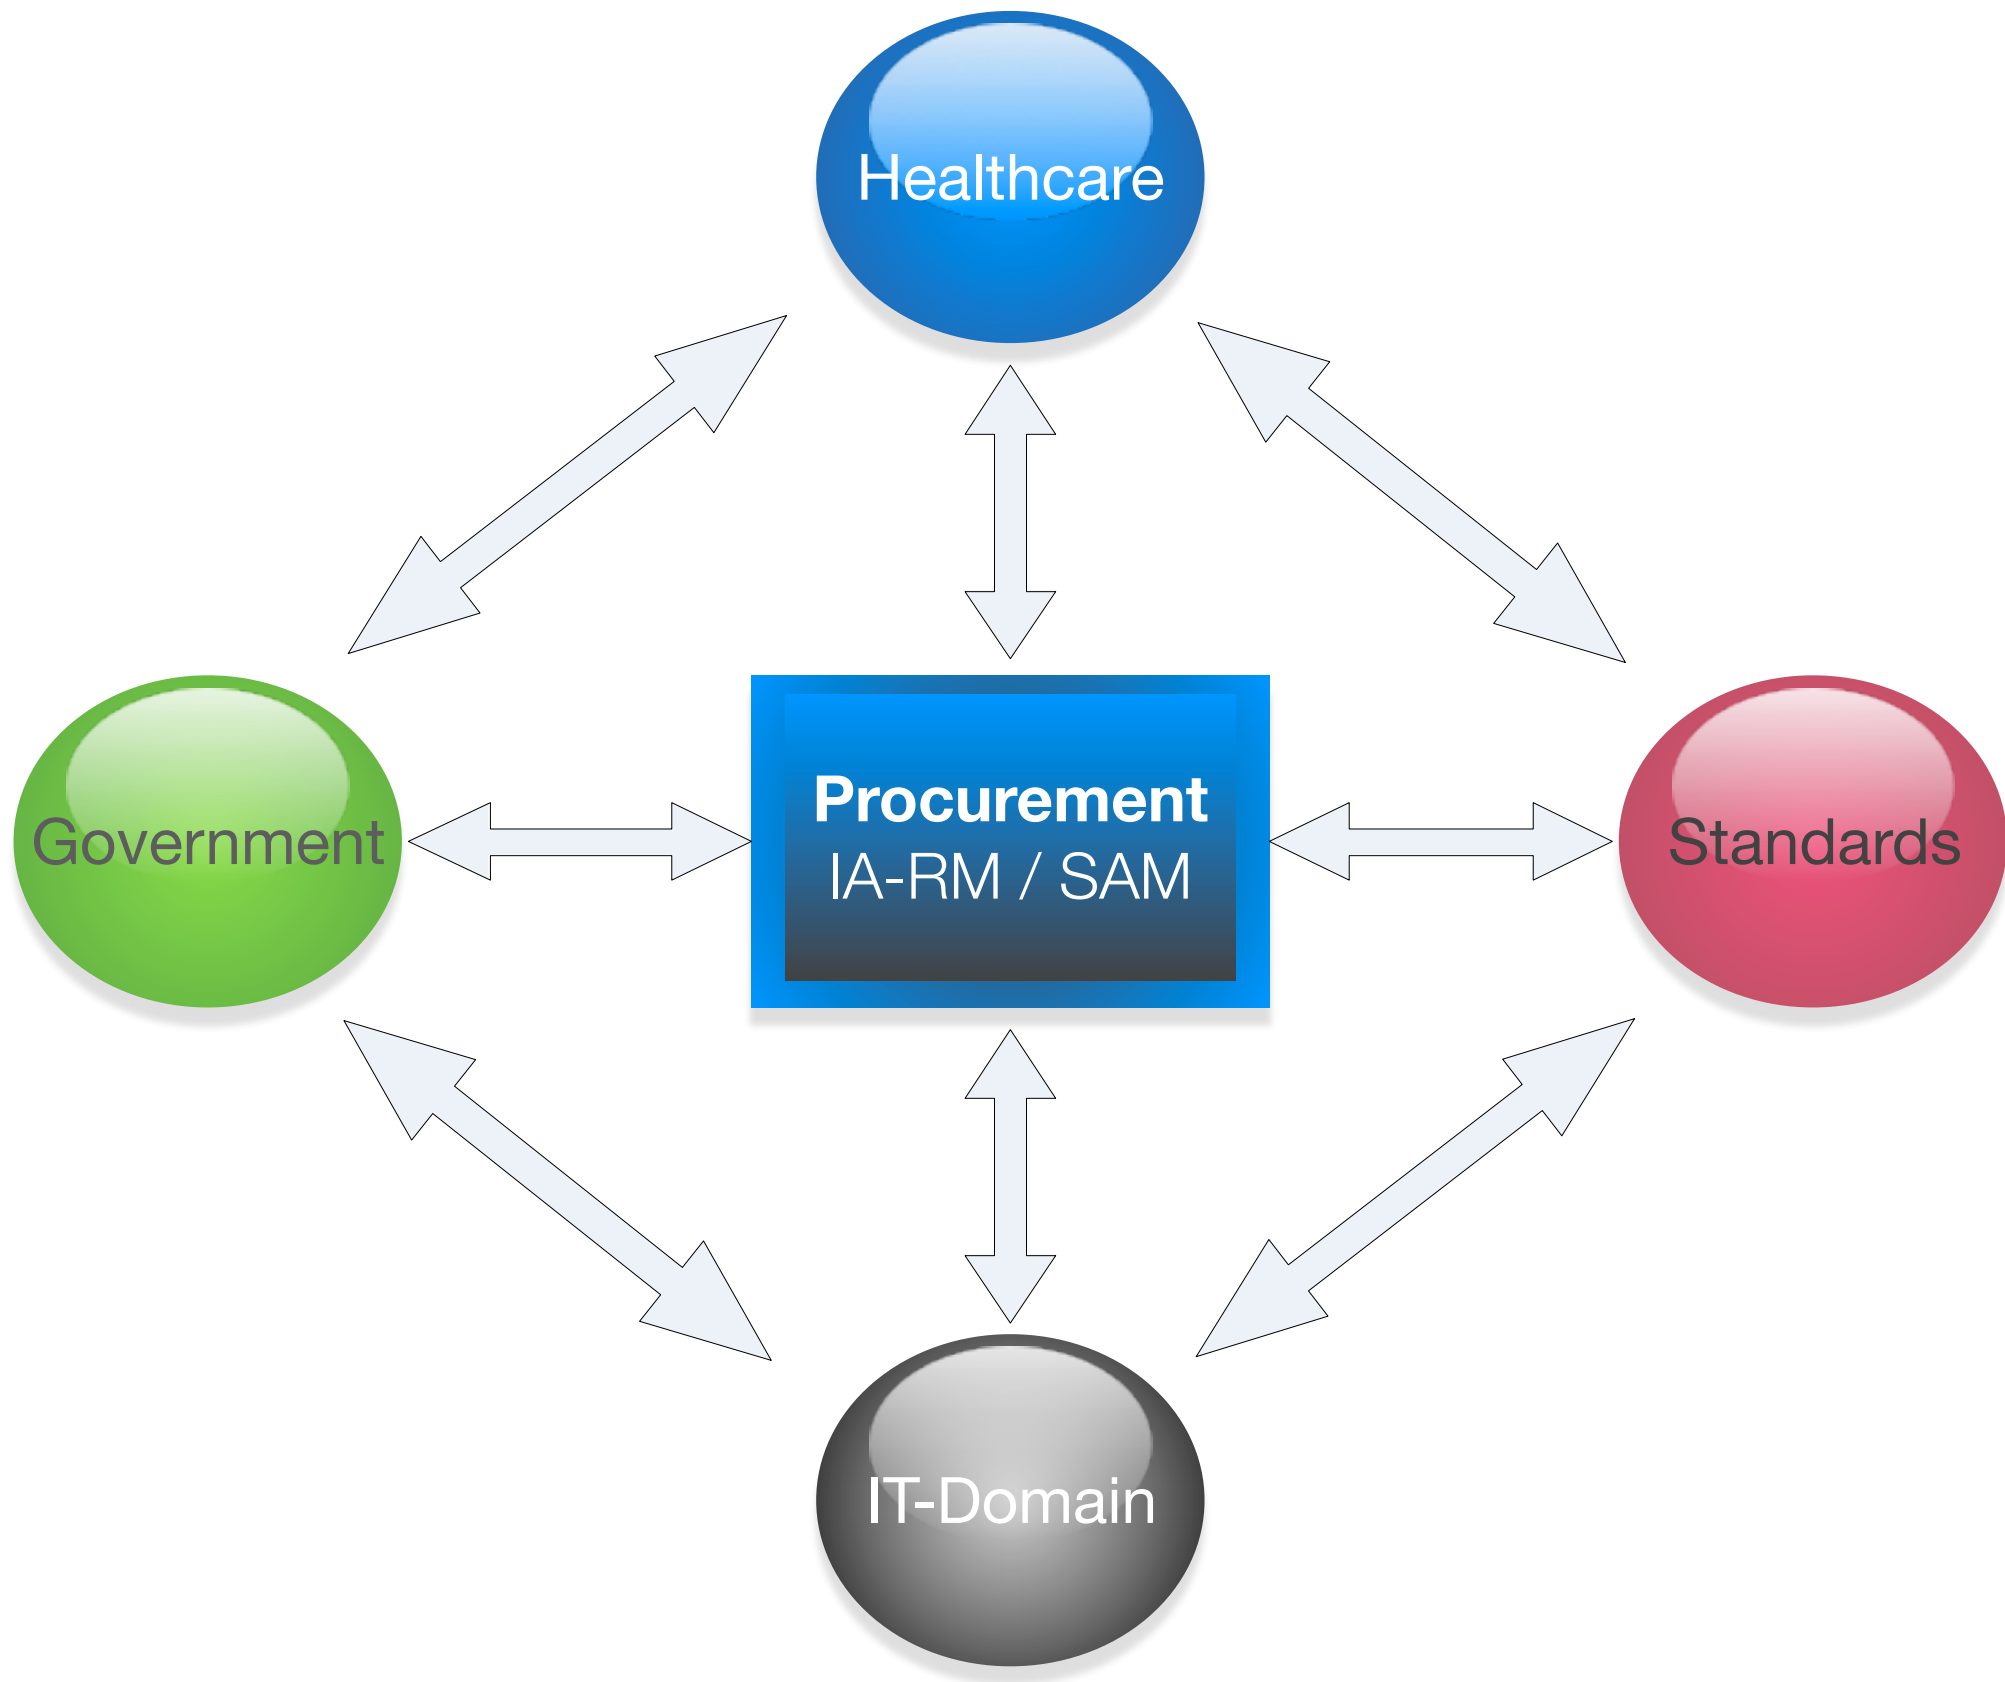 Healthcare
Government
Procurement
IA-RM / SAM
Standards
IT-Domain